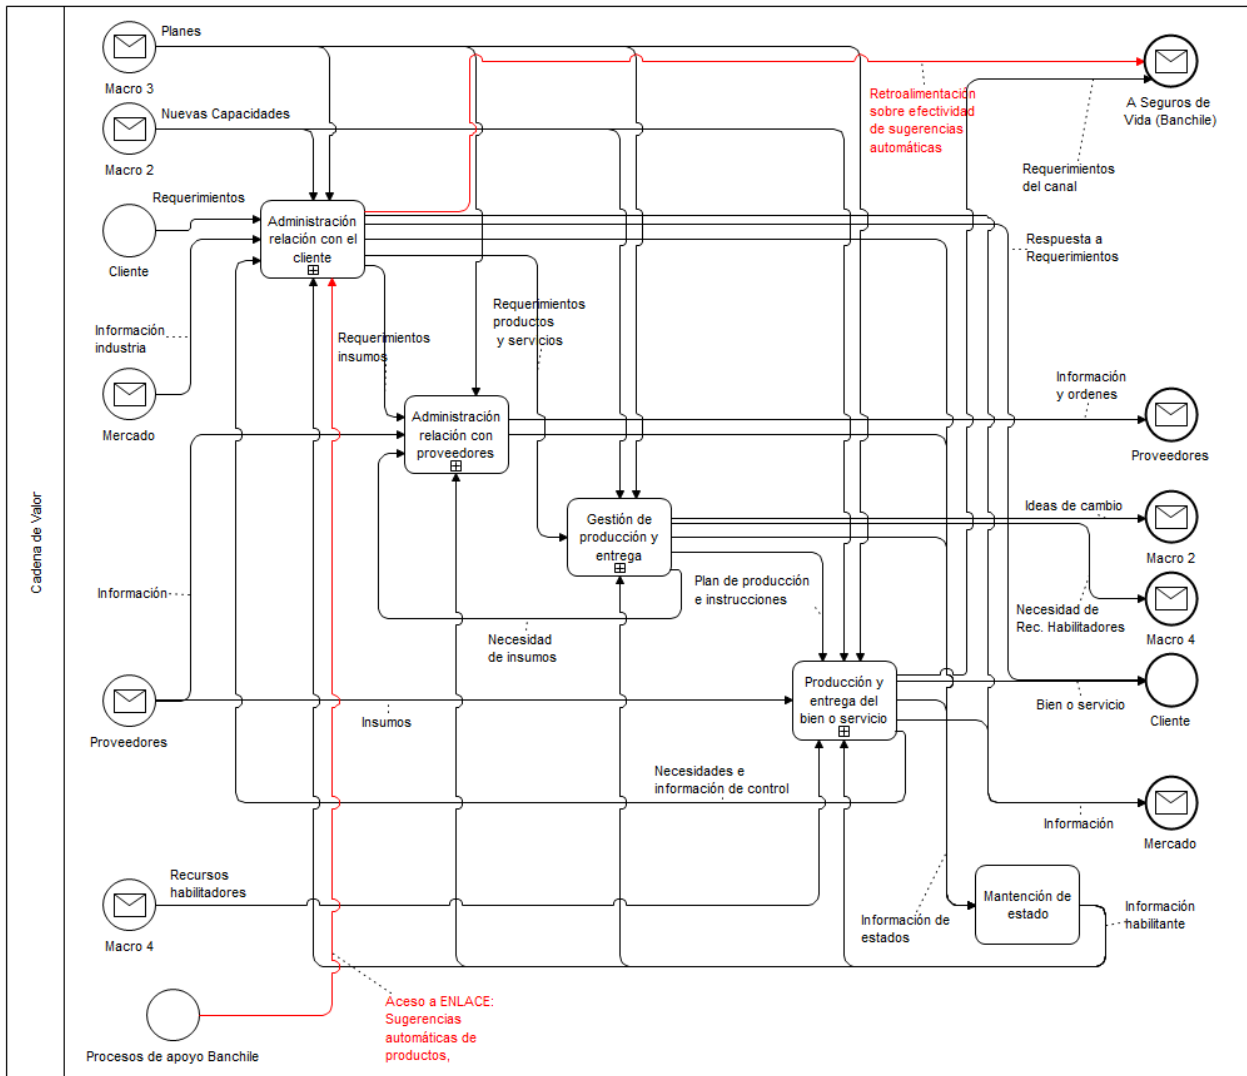 Planes
Macro 3
Nuevas Capacidades
Macro 2
Requerimientos
Cliente
Información
industria
Mercado
Información
Proveedores
Recursos
habilitadores
Macro 4
Procesos de apoyo Banchile
Cadena de Valor
Administración
relación con el
cliente
Requerimientos
insumos
Requerimientos
productos
y servicios
Administración
relación con
proveedores
Gestión de
producción y
entrega
Necesidad
de insumos
Plan de producción
e instrucciones
Insumos
Producción y
entrega del
bien o servicio
Necesidades e
información de control
Aceso a ENLACE:
Sugerencias
automáticas de
productos,
Retroalimentación
sobre efectividad
de sugerencias
automáticas
A Seguros de
Vida (Banchile)
Requerimientos
del canal
Respuesta a
Requerimientos
Información
y ordenes
Proveedores
Ideas de cambio
Macro 2
Necesidad de
Rec. Habilitadores
Macro 4
Bien o servicio
Cliente
Información
Mercado
Mantención de
estado
Información de
estados
Información
habilitante